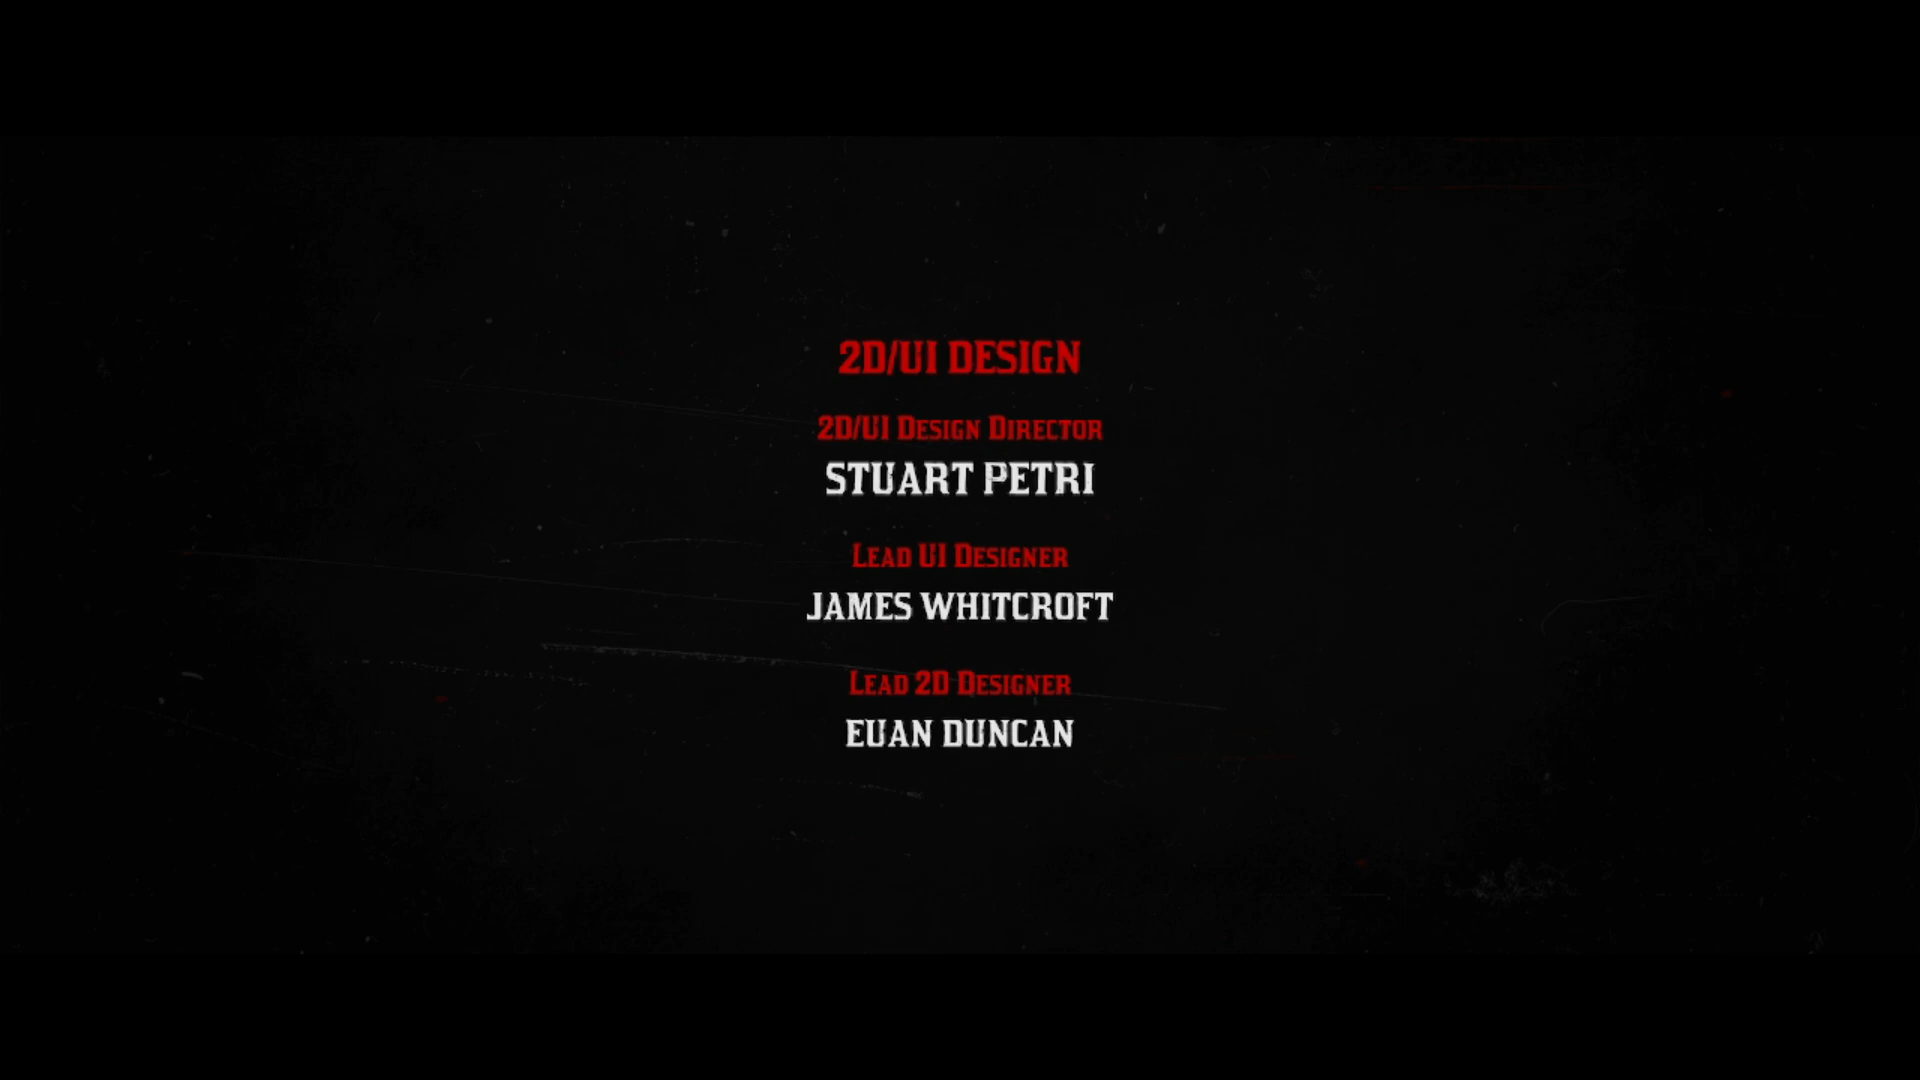 2D/UI DESIGN
2D/UI Design Director
STUART PETRI
Lead UI Designer
JAMES WHITCROFT
Lead 2D Designer
EUAN DUNCAN